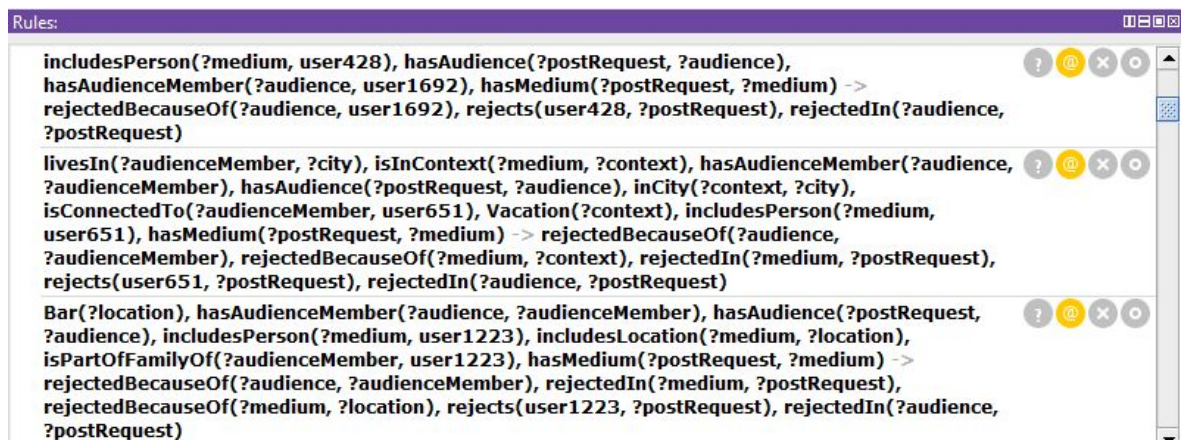 Rules:
includesPerson(?medium, user428), hasAudience(?postRequest, ?audience),
hasAudienceMember(?audience, user1692), hasMedium(?postRequest, ?medium) ->
rejectedBecauseOf(?audience, user1692), rejects(user428, ?postRequest), rejectedIn(?audience,
?postRequest)
livesIn(?audienceMember, ?city), isInContext(?medium, ?context), hasAudienceMember(?audience,
?audienceMember), hasAudience(?postRequest, ?audience), inCity(?context, ?city),
isConnectedTo(?audienceMember, user651), Vacation(?context), includesPerson(?medium,
user651), hasMedium(?postRequest, ?medium) -> rejectedBecauseOf(?audience,
?audienceMember), rejectedBecauseOf(?medium, ?context), rejectedIn(?medium, ?postRequest),
rejects(user651, ?postRequest), rejectedIn(?audience, ?postRequest)
Bar(?location), hasAudienceMember(?audience, ?audienceMember), hasAudience(?postRequest,
?audience), includesPerson(?medium, user1223), includesLocation(?medium, ?location),
isPartOfFamilyOf(?audienceMember, user1223), hasMedium(?postRequest, ?medium) ->
rejectedBecauseOf(?audience, ?audienceMember), rejectedIn(?medium, ?postRequest),
rejectedBecauseOf(?medium, ?location), rejects(user1223, ?postRequest), rejectedIn(?audience,
?postRequest)